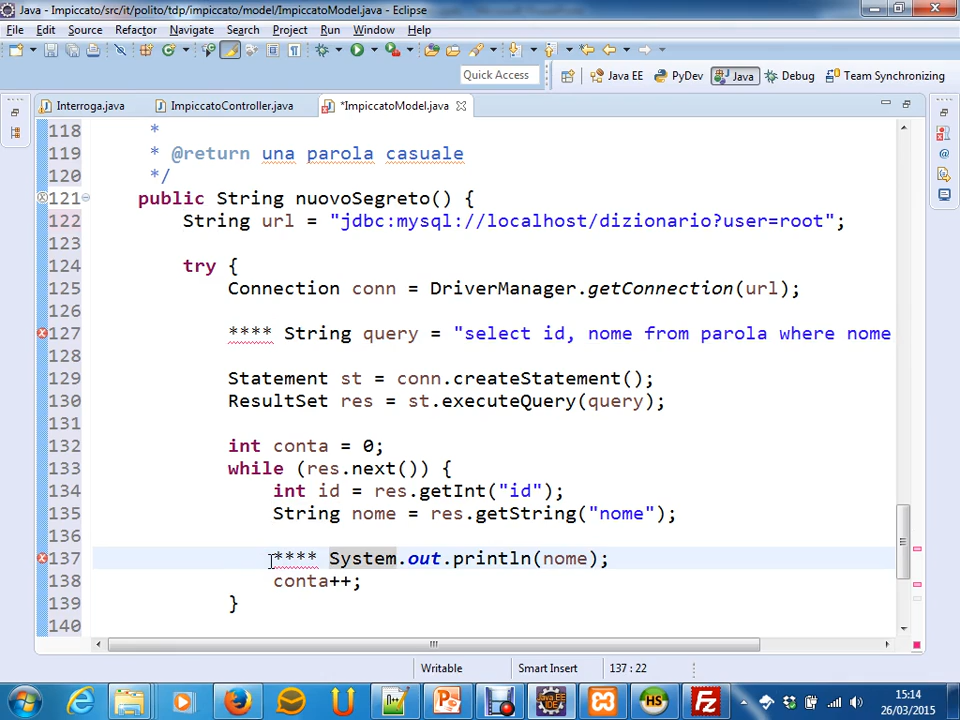 Java - Impiccato/src/it/polito/tdp/impiccato/model/ImpiccatoModel.java - Eclipse
File Edit Source Refactor Navigate Search Project Run Window Help
Quick Access Java EE PyDev Java Debug Team Synchronizing
Interroga.java ImpiccatoController.java *ImpiccatoModel.java
118 *
119 * @return una parola casuale
120 */
121 public String nuovoSegreto() {
122 String url = "jdbc:mysql://localhost/dizionario?user=root";
123
124 try {
125 Connection conn = DriverManager.getConnection(url);
126
127 **** String query = "select id, nome from parola where nome
128
129 Statement st = conn.createStatement();
130 ResultSet res = st.executeQuery(query);
131
132 int conta = 0;
133 while (res.next()) {
134 int id = res.getInt("id");
135 String nome = res.getString("nome");
136
137 **** System.out.println(nome);
138 conta++;
139 }
140
Writable Smart Insert 137 : 22
15:14
26/03/2015